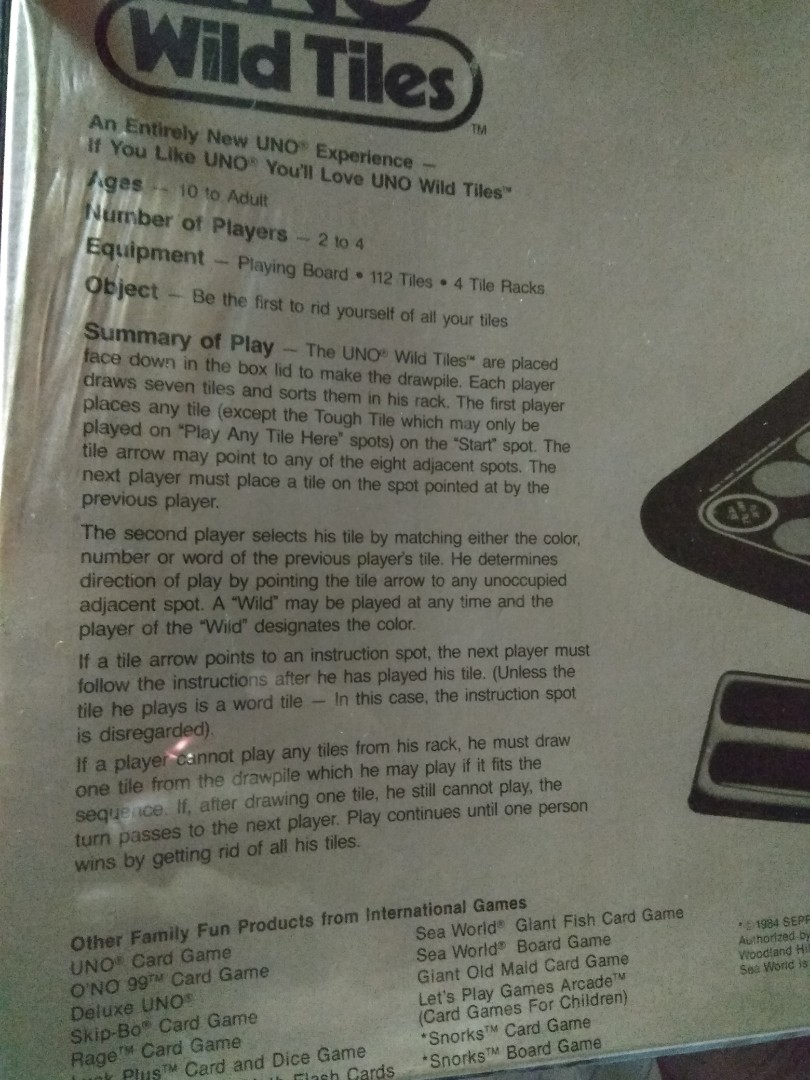 UNO
Wild Tiles
TM
An Entirely New UNO® Experience —
If You Like UNO® You'll Love UNO Wild Tiles™
Ages — 10 to Adult
Number of Players — 2 to 4
Equipment — Playing Board • 112 Tiles • 4 Tile Racks
Object — Be the first to rid yourself of all your tiles
Summary of Play — The UNO® Wild Tiles™ are placed
face down in the box lid to make the drawpile. Each player
draws seven tiles and sorts them in his rack. The first player
places any tile (except the Tough Tile which may only be
played on "Play Any Tile Here" spots) on the "Start" spot. The
tile arrow may point to any of the eight adjacent spots. The
next player must place a tile on the spot pointed at by the
previous player.
The second player selects his tile by matching either the color,
number or word of the previous player's tile. He determines
direction of play by pointing the tile arrow to any unoccupied
adjacent spot. A "Wild" may be played at any time and the
player of the "Wild" designates the color.
If a tile arrow points to an instruction spot, the next player must
follow the instructions after he has played his tile. (Unless the
tile he plays is a word tile — In this case, the instruction spot
is disregarded).
If a player cannot play any tiles from his rack, he must draw
one tile from the drawpile which he may play if it fits the
sequence. If, after drawing one tile, he still cannot play, the
turn passes to the next player. Play continues until one person
wins by getting rid of all his tiles.
Other Family Fun Products from International Games
UNO® Card Game
O'NO 99™ Card Game
Deluxe UNO®
Skip-Bo® Card Game
Rage™ Card Game
Plus™ Card and Dice Game
Flash Cards
Sea World® Giant Fish Card Game
Sea World® Board Game
Giant Old Maid Card Game
Let's Play Games Arcade™
(Card Games For Children)
*Snorks™ Card Game
*Snorks™ Board Game
*©1984 SEPP
Authorized by
Woodland Hi
Sea World is